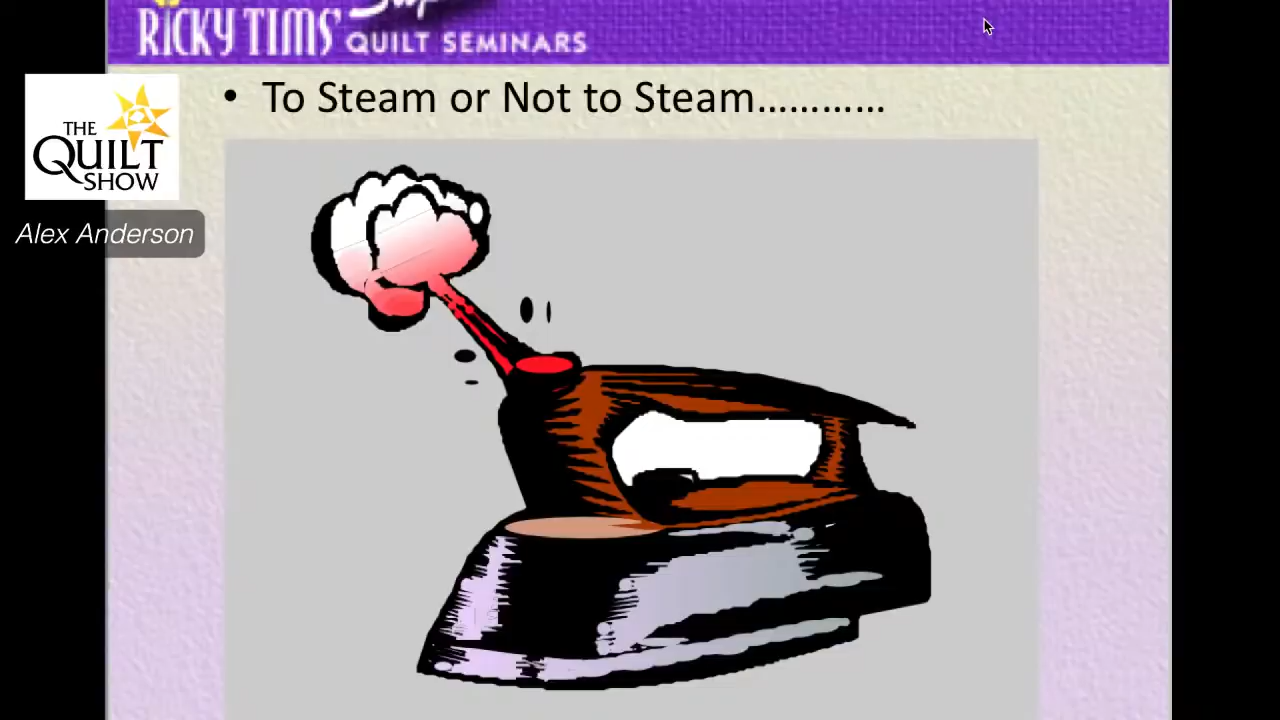 RICKY TIMS'
QUILT SEMINARS
• To Steam or Not to Steam…………
THE
QUILT
SHOW
Alex Anderson